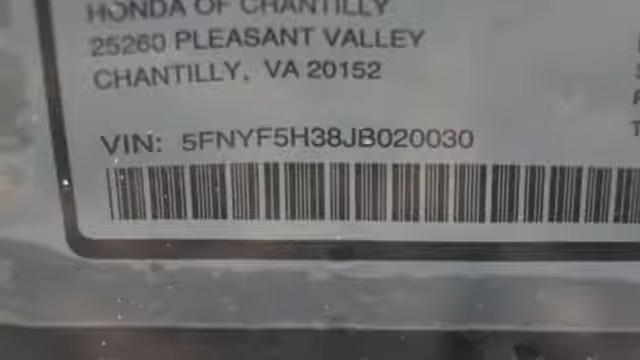 HONDA OF CHANTILLY
25260 PLEASANT VALLEY
CHANTILLY, VA 20152
VIN: 5FNYF5H38JB020030